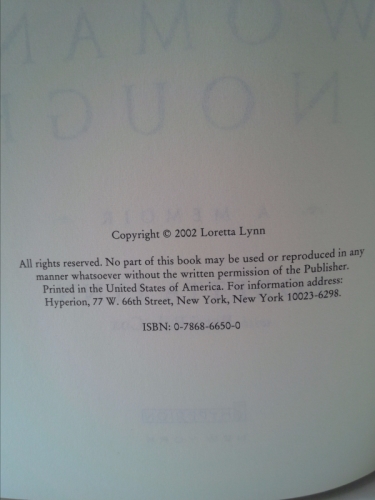 Copyright © 2002 Loretta Lynn
All rights reserved. No part of this book may be used or reproduced in any
manner whatsoever without the written permission of the Publisher.
Printed in the United States of America. For information address:
Hyperion, 77 W. 66th Street, New York, New York 10023-6298.
ISBN: 0-7868-6650-0